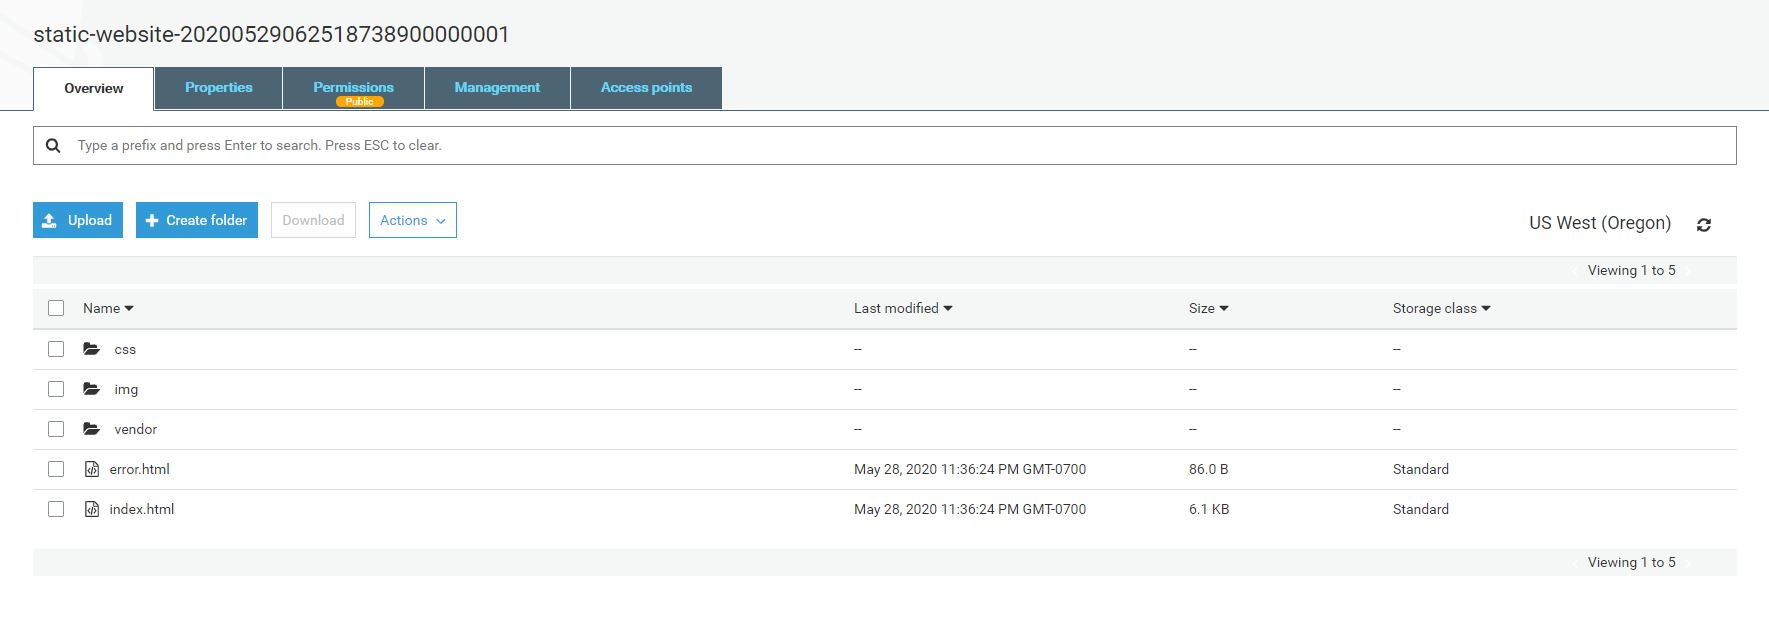 static-website-20200529062518738900000001
Overview Properties Permissions Management Access points
Public
Type a prefix and press Enter to search. Press ESC to clear.
Upload Create folder Download Actions US West (Oregon)
Viewing 1 to 5
Name Last modified Size Storage class
css -- -- --
img -- -- --
vendor -- -- --
error.html May 28, 2020 11:36:24 PM GMT-0700 86.0 B Standard
index.html May 28, 2020 11:36:24 PM GMT-0700 6.1 KB Standard
Viewing 1 to 5